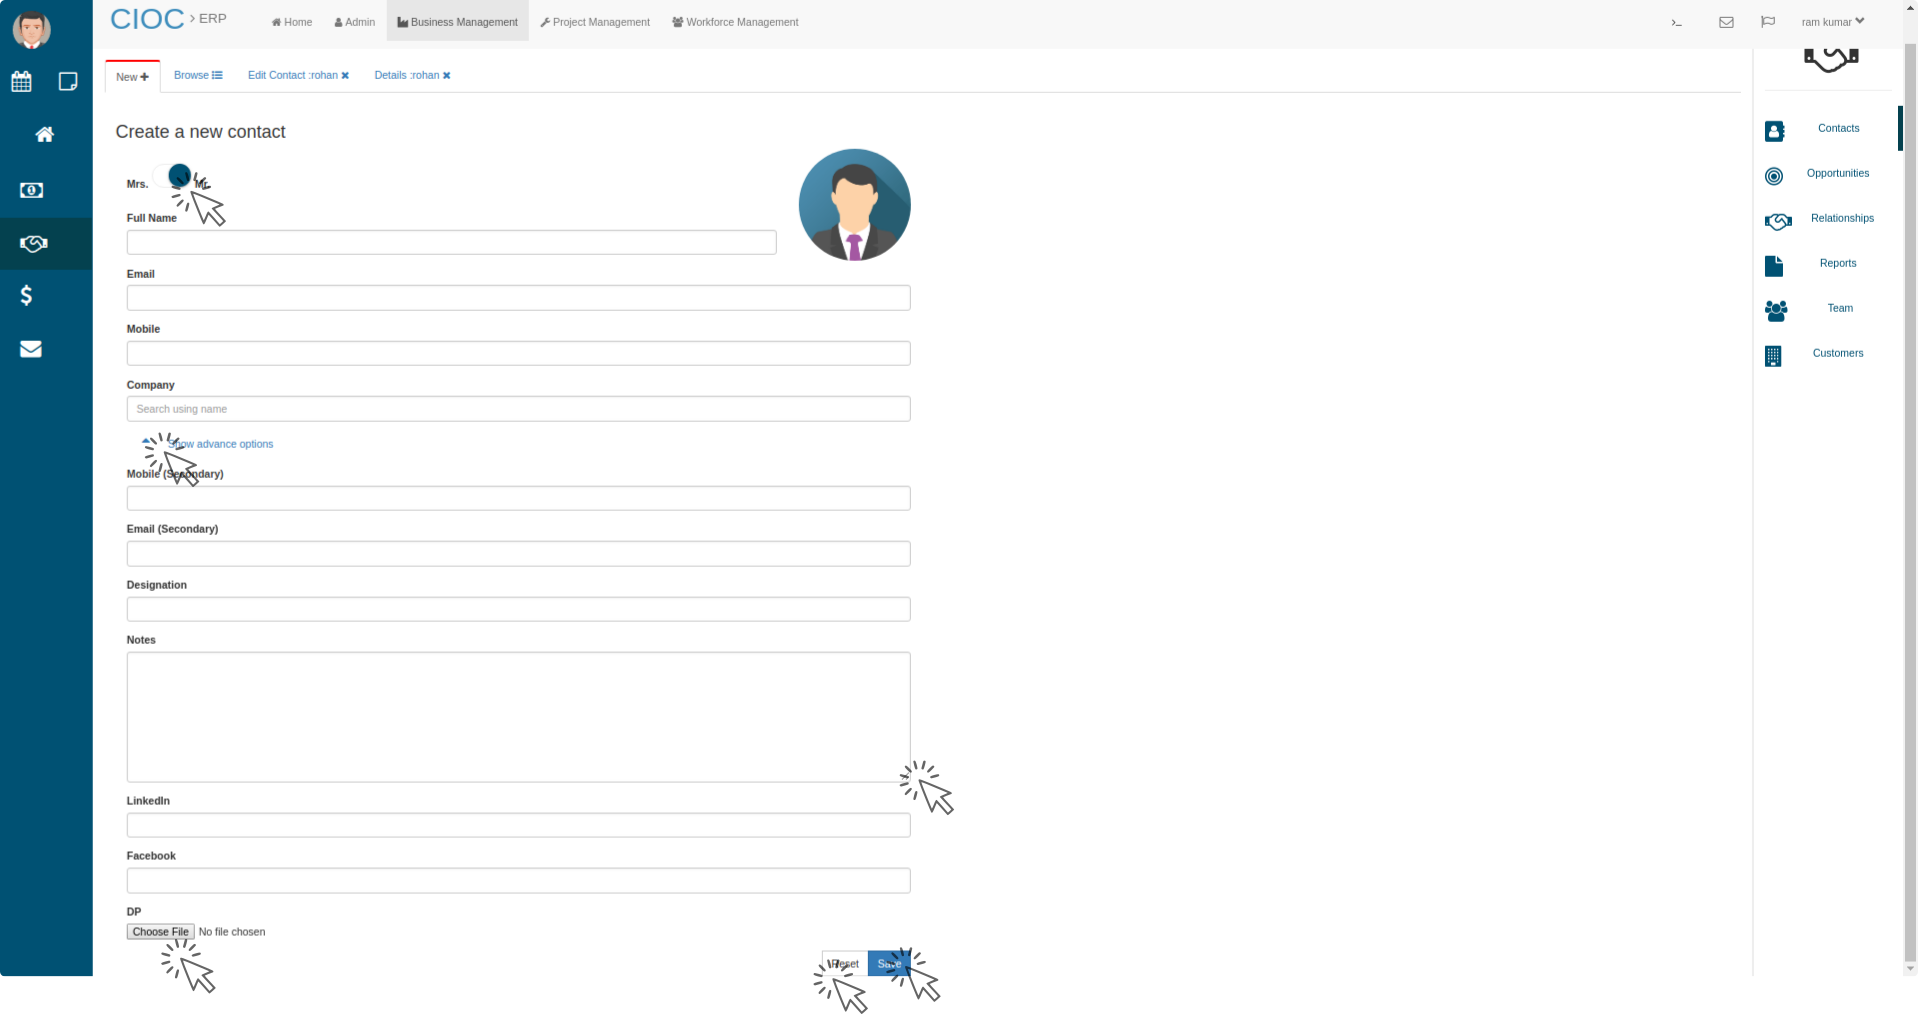 CIOC > ERP Home Admin Business Management Project Management Workforce Management >_ ram kumar
New Browse Edit Contact :rohan Details :rohan
Create a new contact
Mrs. Mr.
Full Name
Email
Mobile
Company
Search using name
Show advance options
Mobile (Secondary)
Email (Secondary)
Designation
Notes
LinkedIn
Facebook
DP
Choose File No file chosen
Reset Save
Contacts
Opportunities
Relationships
Reports
Team
Customers